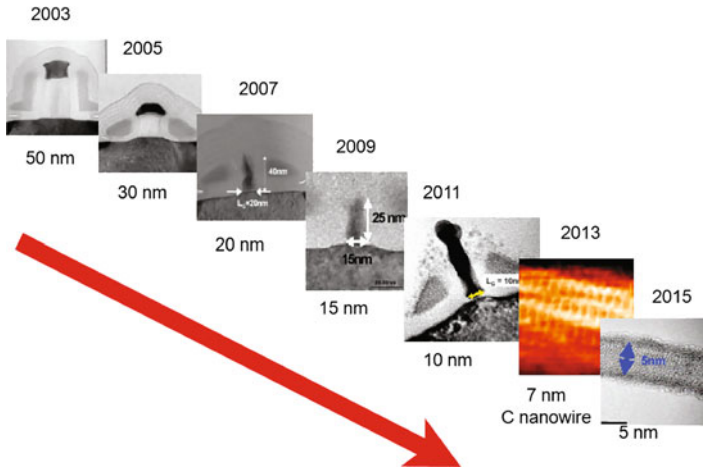 2003
2005
2007
2009
2011
2013
2015
40nm
LG=20nm
25 nm
15nm
LG = 10nm
5nm
50 nm
30 nm
20 nm
15 nm
10 nm
7 nm
C nanowire
5 nm